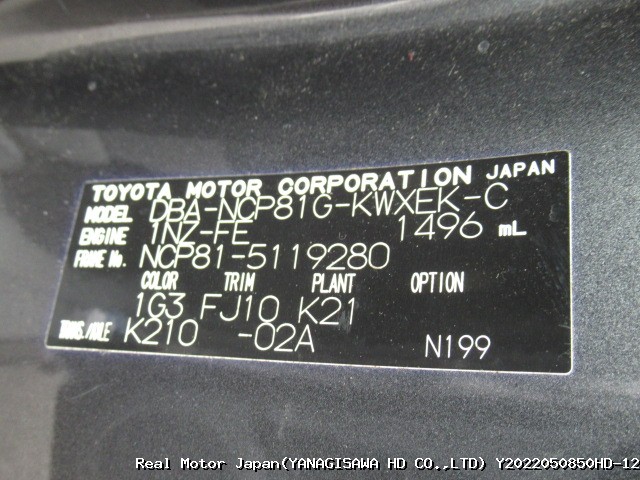 TOYOTA MOTOR CORPORATION JAPAN
MODEL DBA-NCP81G-KWXEK-C
ENGINE 1NZ-FE 1496 mL
FRAME No. NCP81-5119280
COLOR TRIM PLANT OPTION
1G3 FJ10 K21
TRANS./AXLE K210 -02A N199
Real Motor Japan(YANAGISAWA HD CO.,LTD) Y2022050850HD-12